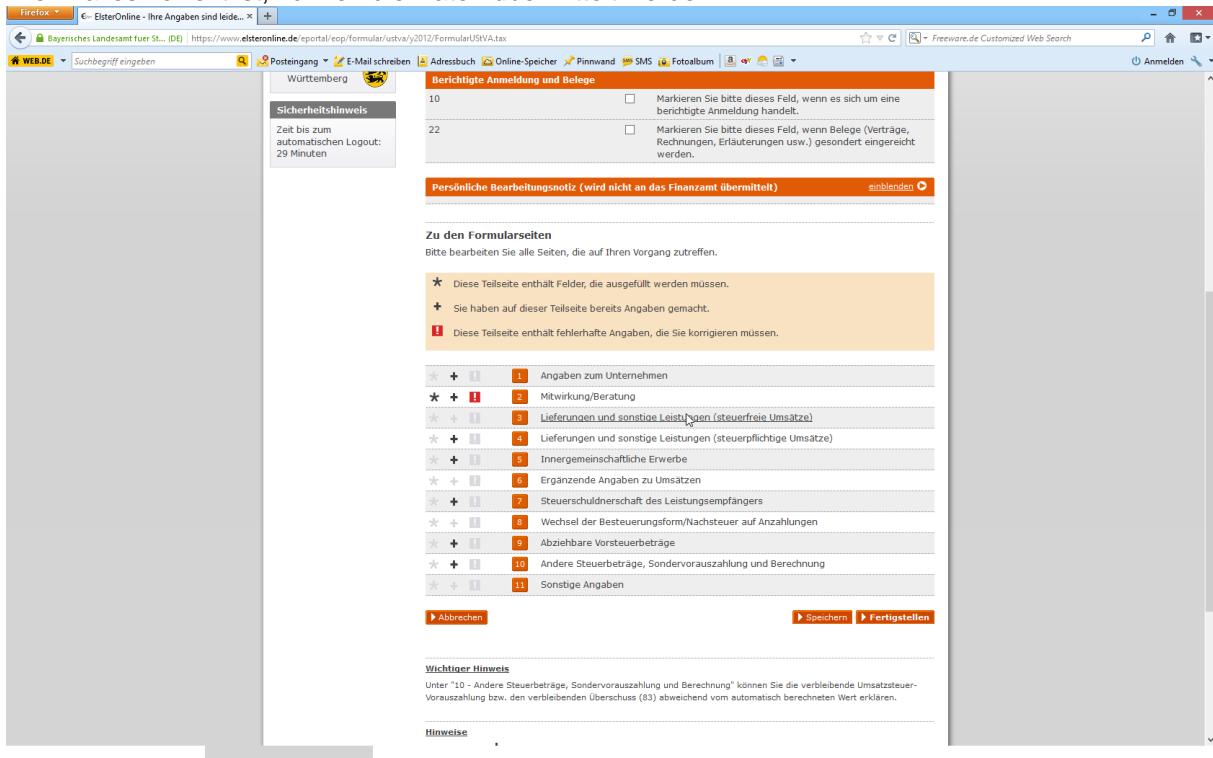 Firefox
ElsterOnline - Ihre Angaben sind leide... × +
Bayerisches Landesamt fuer St... (DE) https://www.elsteronline.de/eportal/eop/formular/ustva/y2012/FormularUStVA.tax
Freeware.de Customized Web Search
WEB.DE Suchbegriff eingeben Posteingang E-Mail schreiben Adressbuch Online-Speicher Pinnwand SMS Fotoalbum Anmelden
Württemberg
Sicherheitshinweis
Zeit bis zum
automatischen Logout:
29 Minuten
Berichtigte Anmeldung und Belege
10 Markieren Sie bitte dieses Feld, wenn es sich um eine
berichtigte Anmeldung handelt.
22 Markieren Sie bitte dieses Feld, wenn Belege (Verträge,
Rechnungen, Erläuterungen usw.) gesondert eingereicht
werden.
Persönliche Bearbeitungsnotiz (wird nicht an das Finanzamt übermittelt) einblenden
Zu den Formularseiten
Bitte bearbeiten Sie alle Seiten, die auf Ihren Vorgang zutreffen.
* Diese Teilseite enthält Felder, die ausgefüllt werden müssen.
+ Sie haben auf dieser Teilseite bereits Angaben gemacht.
! Diese Teilseite enthält fehlerhafte Angaben, die Sie korrigieren müssen.
* + ! 1 Angaben zum Unternehmen
* + ! 2 Mitwirkung/Beratung
* + ! 3 Lieferungen und sonstige Leistungen (steuerfreie Umsätze)
* + ! 4 Lieferungen und sonstige Leistungen (steuerpflichtige Umsätze)
* + ! 5 Innergemeinschaftliche Erwerbe
* + ! 6 Ergänzende Angaben zu Umsätzen
* + ! 7 Steuerschuldnerschaft des Leistungsempfängers
* + ! 8 Wechsel der Besteuerungsform/Nachsteuer auf Anzahlungen
* + ! 9 Abziehbare Vorsteuerbeträge
* + ! 10 Andere Steuerbeträge, Sondervorauszahlung und Berechnung
* + ! 11 Sonstige Angaben
Abbrechen Speichern Fertigstellen
Wichtiger Hinweis
Unter "10 - Andere Steuerbeträge, Sondervorauszahlung und Berechnung" können Sie die verbleibende Umsatzsteuer-
Vorauszahlung bzw. den verbleibenden Überschuss (83) abweichend vom automatisch berechneten Wert erklären.
Hinweise